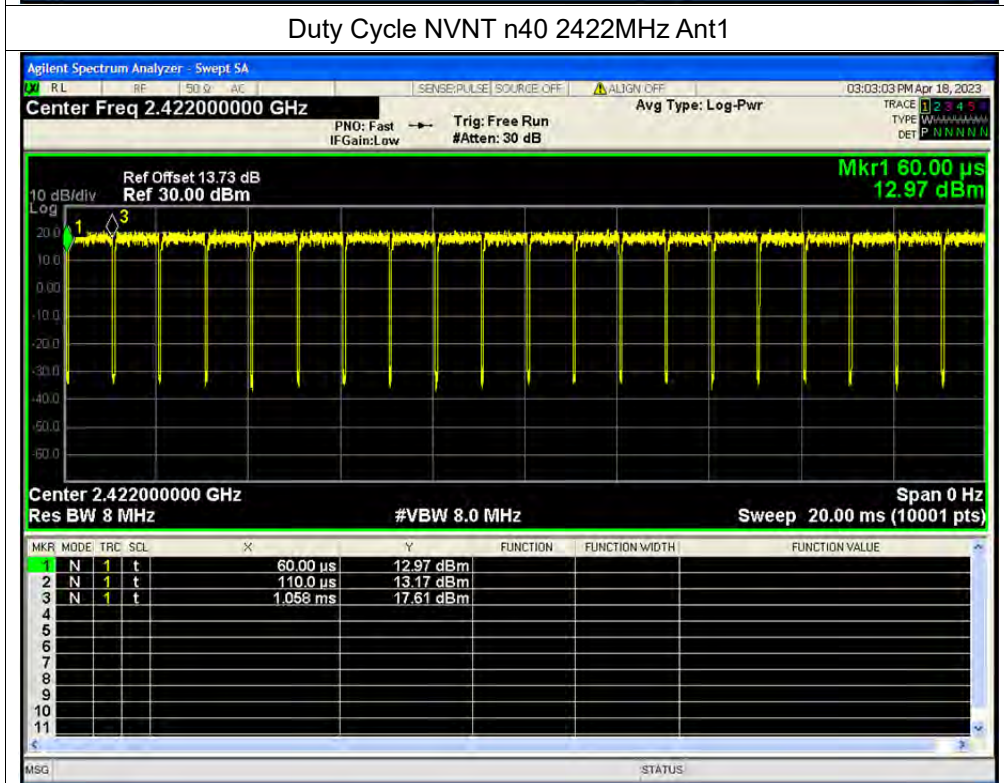 Duty Cycle NVNT n40 2422MHz Ant1
Agilent Spectrum Analyzer - Swept SA
LXI RL RF 50 Ω AC SENSE:PULSE SOURCE OFF ALIGN OFF 03:03:03 PM Apr 18, 2023
Center Freq 2.422000000 GHz Avg Type: Log-Pwr TRACE 1 2 3 4 5 6
PNO: Fast Trig: Free Run TYPE W
IFGain:Low #Atten: 30 dB DET P N N N N N
Mkr1 60.00 µs
Ref Offset 13.73 dB
10 dB/div Ref 30.00 dBm 12.97 dBm
Log
1 3
20.0
10.0
0.00
-10.0
-20.0
-30.0
-40.0
-50.0
-60.0
Center 2.422000000 GHz Span 0 Hz
Res BW 8 MHz #VBW 8.0 MHz Sweep 20.00 ms (10001 pts)
MKR MODE TRC SCL X Y FUNCTION FUNCTION WIDTH FUNCTION VALUE
1 N 1 t 60.00 µs 12.97 dBm
2 N 1 t 110.0 µs 13.17 dBm
3 N 1 t 1.058 ms 17.61 dBm
4
5
6
7
8
9
10
11
MSG STATUS